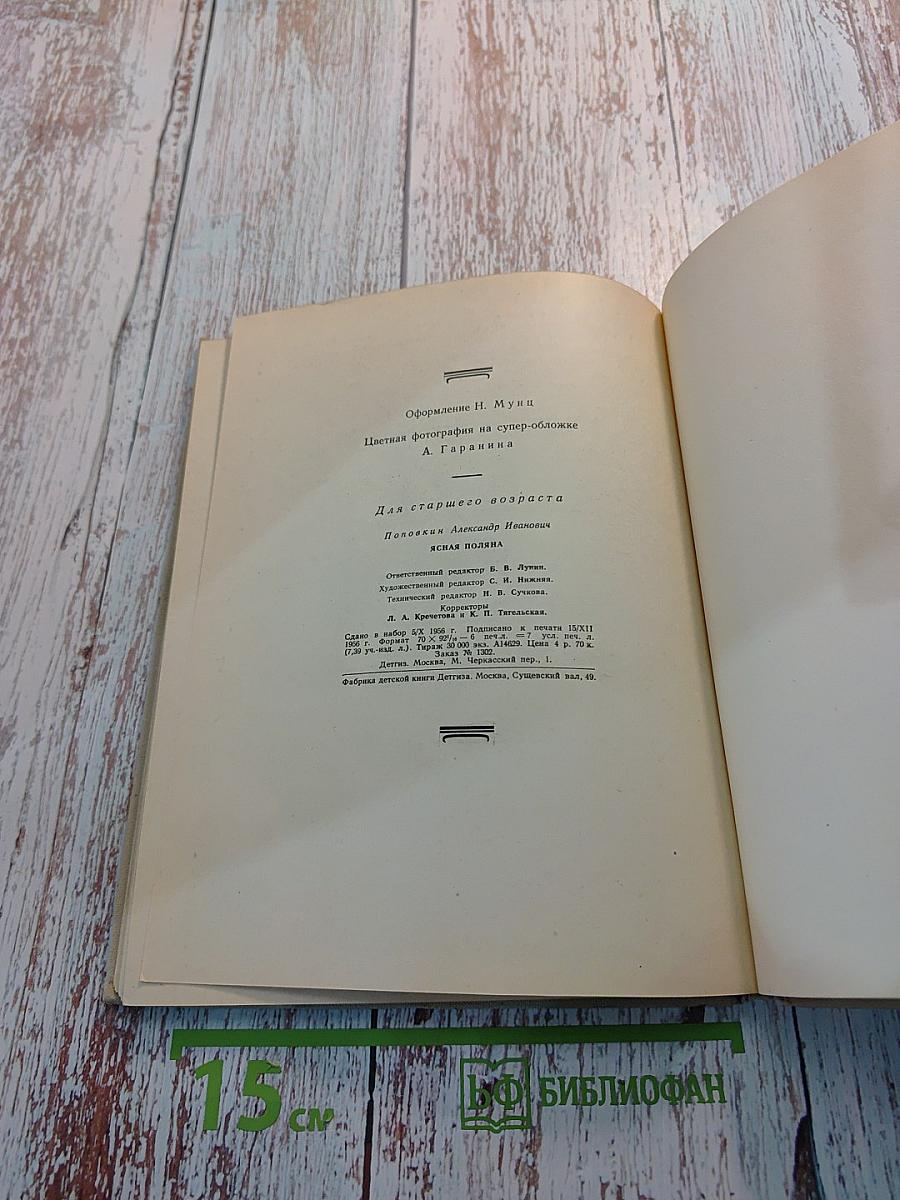 Оформление Н. Мунц
Цветная фотография на супер-обложке
А. Гаранина
Для старшего возраста
Поповкин Александр Иванович
ЯСНАЯ ПОЛЯНА
Ответственный редактор Б. В. Лунин.
Художественный редактор С. И. Нижняя.
Технический редактор Н. В. Сучкова.
Корректоры
Л. А. Кречетова и К. П. Тягельская.
Сдано в набор 5/X 1956 г. Подписано к печати 15/XII
1956 г. Формат 70 × 92¹/₁₆ — 6 печ.л. = 7 усл. печ. л.
(7,39 уч.-изд. л.). Тираж 30 000 экз. А14629. Цена 4 р. 70 к.
Заказ № 1302.
Детгиз. Москва, М. Черкасский пер., 1.
Фабрика детской книги Детгиза. Москва, Сущевский вал, 49.
15 см
БФ БИБЛИОФАН